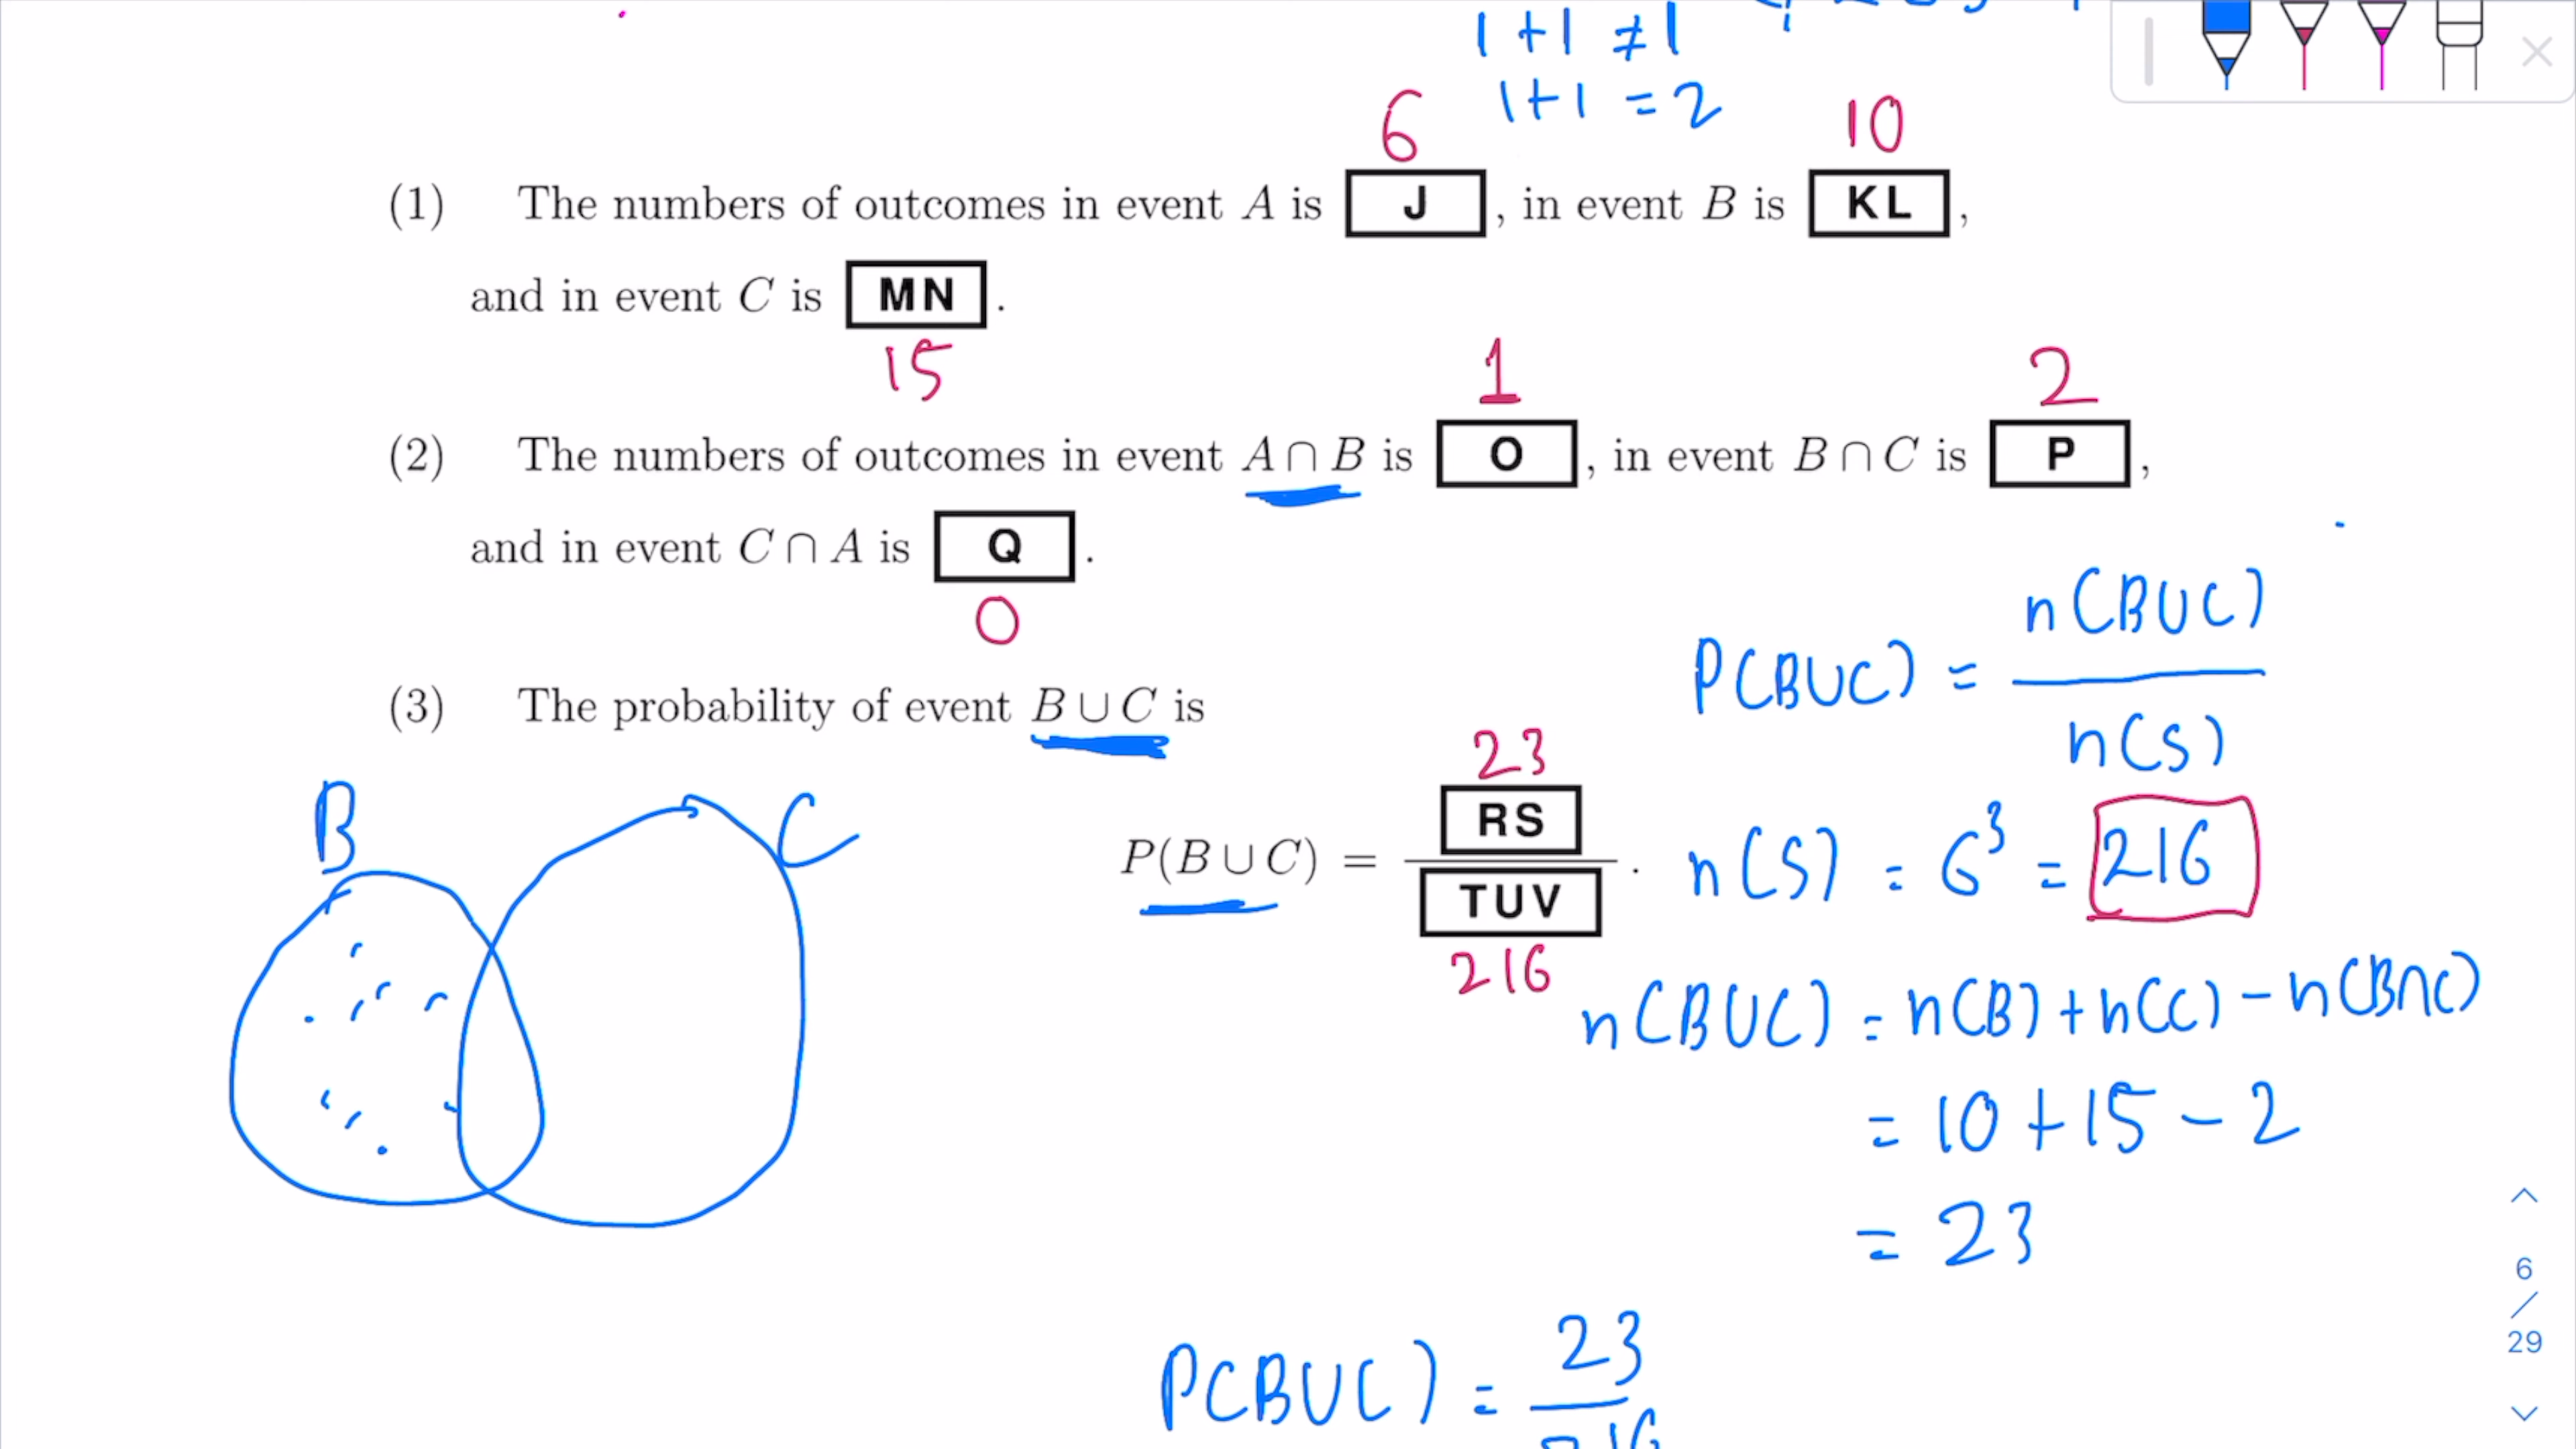 1 + 1 ≠ 1
1 + 1 = 2
6
10
(1) The numbers of outcomes in event A is J , in event B is KL ,
and in event C is MN .
15
1
2
(2) The numbers of outcomes in event A ∩ B is O , in event B ∩ C is P ,
and in event C ∩ A is Q .
0
(3) The probability of event B ∪ C is
P(B∪C) = n(B∪C)
n(S)
B
C
23
P(B ∪ C) = RS
TUV .
216
n(S) = 6³ = 216
n(B∪C) = n(B) + n(C) - n(B∩C)
= 10 + 15 - 2
= 23
P(B∪C) = 23
6
/
29